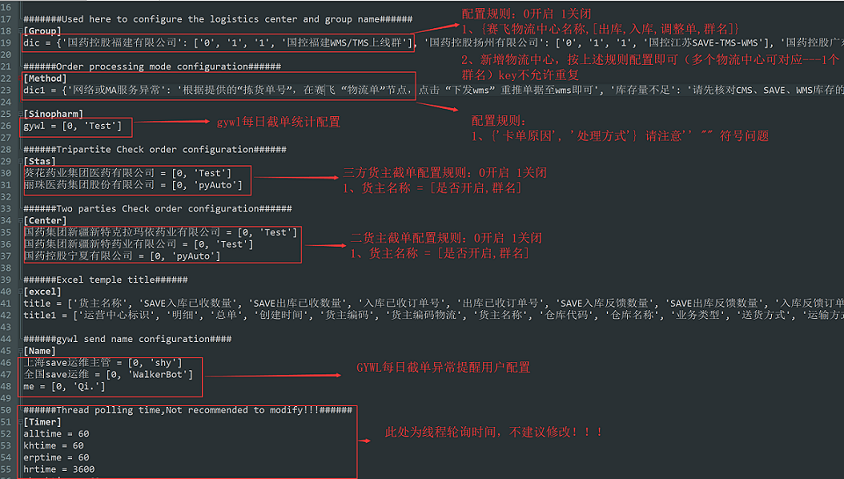 16
17 #######Used here to configure the logistics center and group name######
18 [Group]
19 dic = {'国药控股福建有限公司': ['0', '1', '1', '国控福建WMS/TMS上线群'], '国药控股扬州有限公司': ['0', '1', '1', '国控江苏SAVE-TMS-WMS'], '国药控股广
配置规则：0开启 1关闭
1、{赛飞物流中心名称,[出库,入库,调整单,群名]}
2、新增物流中心，按上述规则配置即可（多个物流中心可对应---1个群名）key不允许重复
20
21 ######Order processing mode configuration######
22 [Method]
23 dic1 = {'网络或MA服务异常': '根据提供的“拣货单号”，在赛飞 “物流单”节点，点击 “下发wms” 重推单据至wms即可', '库存量不足': '请先核对CMS、SAVE、WMS库存的
配置规则：
1、{'卡单原因', '处理方式'} 请注意'' "" 符号问题
24
25 [Sinopharm]
26 gywl = [0, 'Test']
gywl每日截单统计配置
27
28 ######Tripartite Check order configuration######
29 [Stas]
30 葵花药业集团医药有限公司 = [0, 'Test']
31 丽珠医药集团股份有限公司 = [0, 'pyAuto']
三方货主截单配置规则：0开启 1关闭
1、货主名称 = [是否开启,群名]
32
33 ######Two parties Check order configuration######
34 [Center]
35 国药集团新疆新特克拉玛依药业有限公司 = [0, 'Test']
36 国药集团新疆新特药业有限公司 = [0, 'Test']
37 国药控股宁夏有限公司 = [0, 'pyAuto']
二货主截单配置规则：0开启 1关闭
1、货主名称 = [是否开启,群名]
38
39 ######Excel temple title######
40 [excel]
41 title = ['货主名称', 'SAVE入库已收数量', 'SAVE出库已收数量', '入库已收订单号', '出库已收订单号', 'SAVE入库反馈数量', 'SAVE出库反馈数量', '入库反馈订单
42 title1 = ['运营中心标识', '明细', '总单', '创建时间', '货主编码', '货主编码物流', '货主名称', '仓库代码', '仓库名称', '业务类型', '送货方式', '运输方
43
44 ######gywl send name configuration####
45 [Name]
46 上海save运维主管 = [0, 'shy']
47 全国save运维 = [0, 'WalkerBot']
48 me = [0, 'Qi.']
GYWL每日截单异常提醒用户配置
49
50 ######Thread polling time,Not recommended to modify!!!######
51 [Timer]
52 alltime = 60
53 khtime = 60
54 erptime = 60
55 hrtime = 3600
此处为线程轮询时间，不建议修改！！！